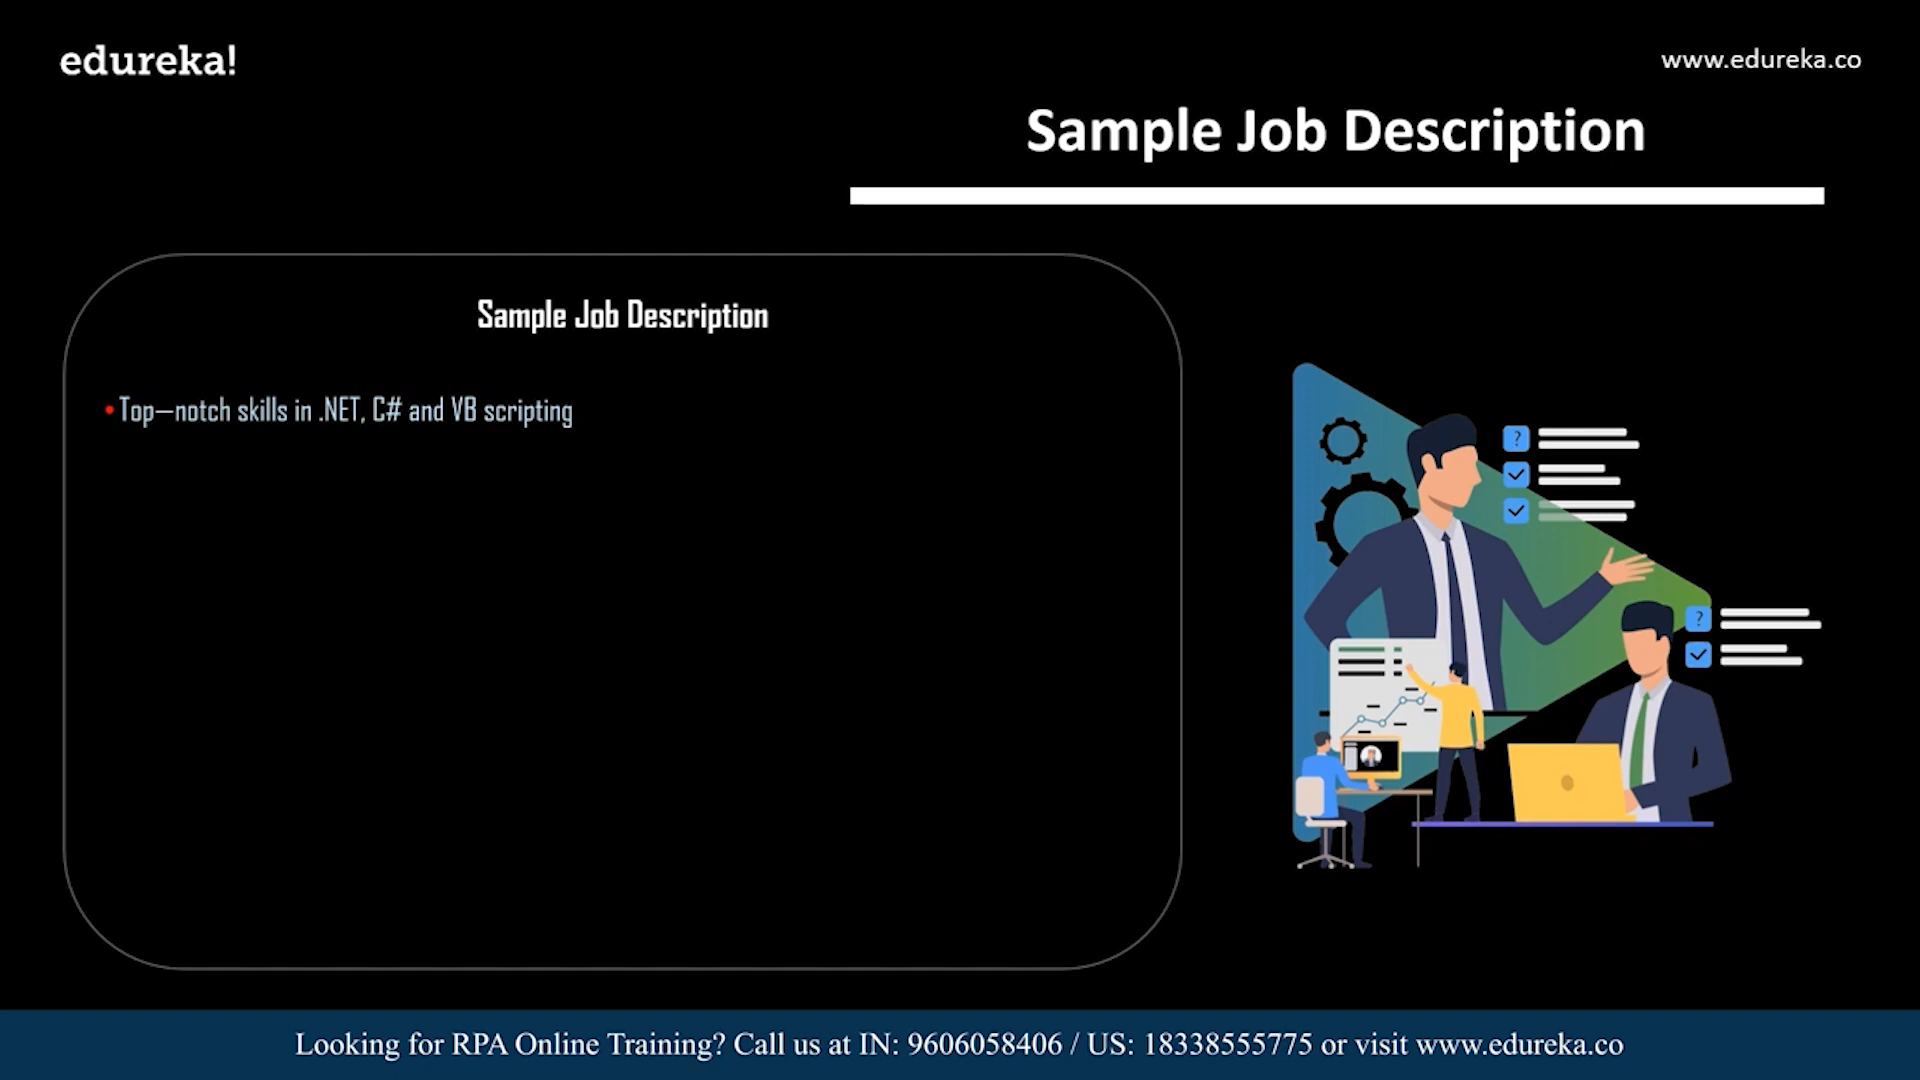 edureka!
www.edureka.co
Sample Job Description
Sample Job Description
• Top—notch skills in .NET, C# and VB scripting
?
?
Looking for RPA Online Training? Call us at IN: 9606058406 / US: 18338555775 or visit www.edureka.co